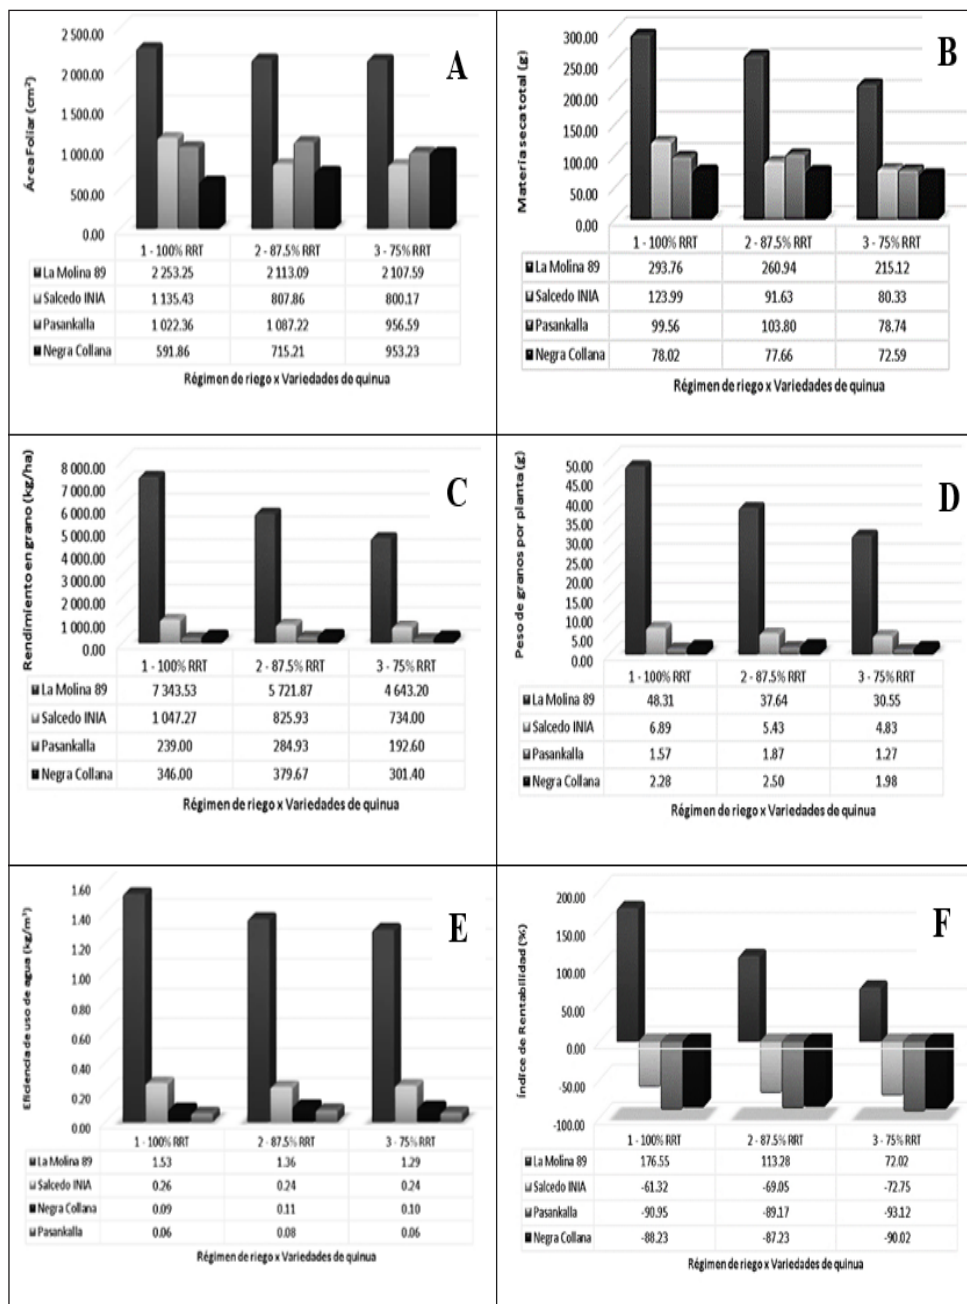 A
Área Foliar (cm²)
2 500.00
2 000.00
1 500.00
1 000.00
500.00
0.00
1 - 100% RRT 2 - 87.5% RRT 3 - 75% RRT
La Molina 89 2 253.25 2 113.09 2 107.59
Salcedo INIA 1 135.43 807.86 800.17
Pasankalla 1 022.36 1 087.22 956.59
Negra Collana 591.86 715.21 953.23
Régimen de riego x Variedades de quinua
B
Materia seca total (g)
300.00
250.00
200.00
150.00
100.00
50.00
0.00
1 - 100% RRT 2 - 87.5% RRT 3 - 75% RRT
La Molina 89 293.76 260.94 215.12
Salcedo INIA 123.99 91.63 80.33
Pasankalla 99.56 103.80 78.74
Negra Collana 78.02 77.66 72.59
Régimen de riego x Variedades de quinua
C
Rendimiento en grano (kg/ha)
8 000.00
7 000.00
6 000.00
5 000.00
4 000.00
3 000.00
2 000.00
1 000.00
0.00
1 - 100% RRT 2 - 87.5% RRT 3 - 75% RRT
La Molina 89 7 343.53 5 721.87 4 643.20
Salcedo INIA 1 047.27 825.93 734.00
Pasankalla 239.00 284.93 192.60
Negra Collana 346.00 379.67 301.40
Régimen de riego x Variedades de quinua
D
Peso de granos por planta (g)
50.00
45.00
40.00
35.00
30.00
25.00
20.00
15.00
10.00
5.00
0.00
1 - 100% RRT 2 - 87.5% RRT 3 - 75% RRT
La Molina 89 48.31 37.64 30.55
Salcedo INIA 6.89 5.43 4.83
Pasankalla 1.57 1.87 1.27
Negra Collana 2.28 2.50 1.98
Régimen de riego x Variedades de quinua
E
Eficiencia de uso de agua (kg/m³)
1.60
1.40
1.20
1.00
0.80
0.60
0.40
0.20
0.00
1 - 100% RRT 2 - 87.5% RRT 3 - 75% RRT
La Molina 89 1.53 1.36 1.29
Salcedo INIA 0.26 0.24 0.24
Negra Collana 0.09 0.11 0.10
Pasankalla 0.06 0.08 0.06
Régimen de riego x Variedades de quinua
F
Índice de Rentabilidad (%)
200.00
150.00
100.00
50.00
0.00
-50.00
-100.00
1 - 100% RRT 2 - 87.5% RRT 3 - 75% RRT
La Molina 89 176.55 113.28 72.02
Salcedo INIA -61.32 -69.05 -72.75
Pasankalla -90.95 -89.17 -93.12
Negra Collana -88.23 -87.23 -90.02
Régimen de riego x Variedades de quinua